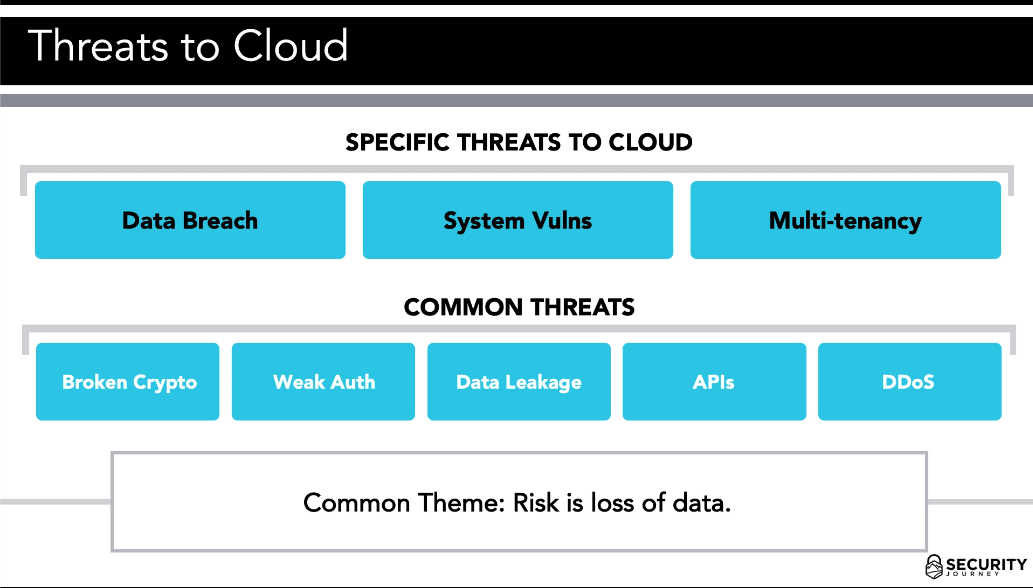 Threats to Cloud
SPECIFIC THREATS TO CLOUD
Data Breach
System Vulns
Multi-tenancy
COMMON THREATS
Broken Crypto
Weak Auth
Data Leakage
APIs
DDoS
Common Theme: Risk is loss of data.
SECURITY
JOURNEY